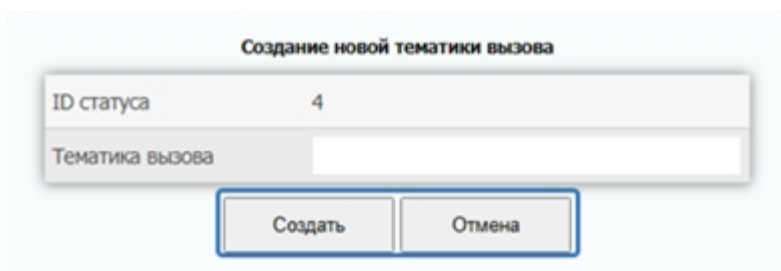 Создание новой тематики вызова
ID статуса 4
Тематика вызова
Создать Отмена